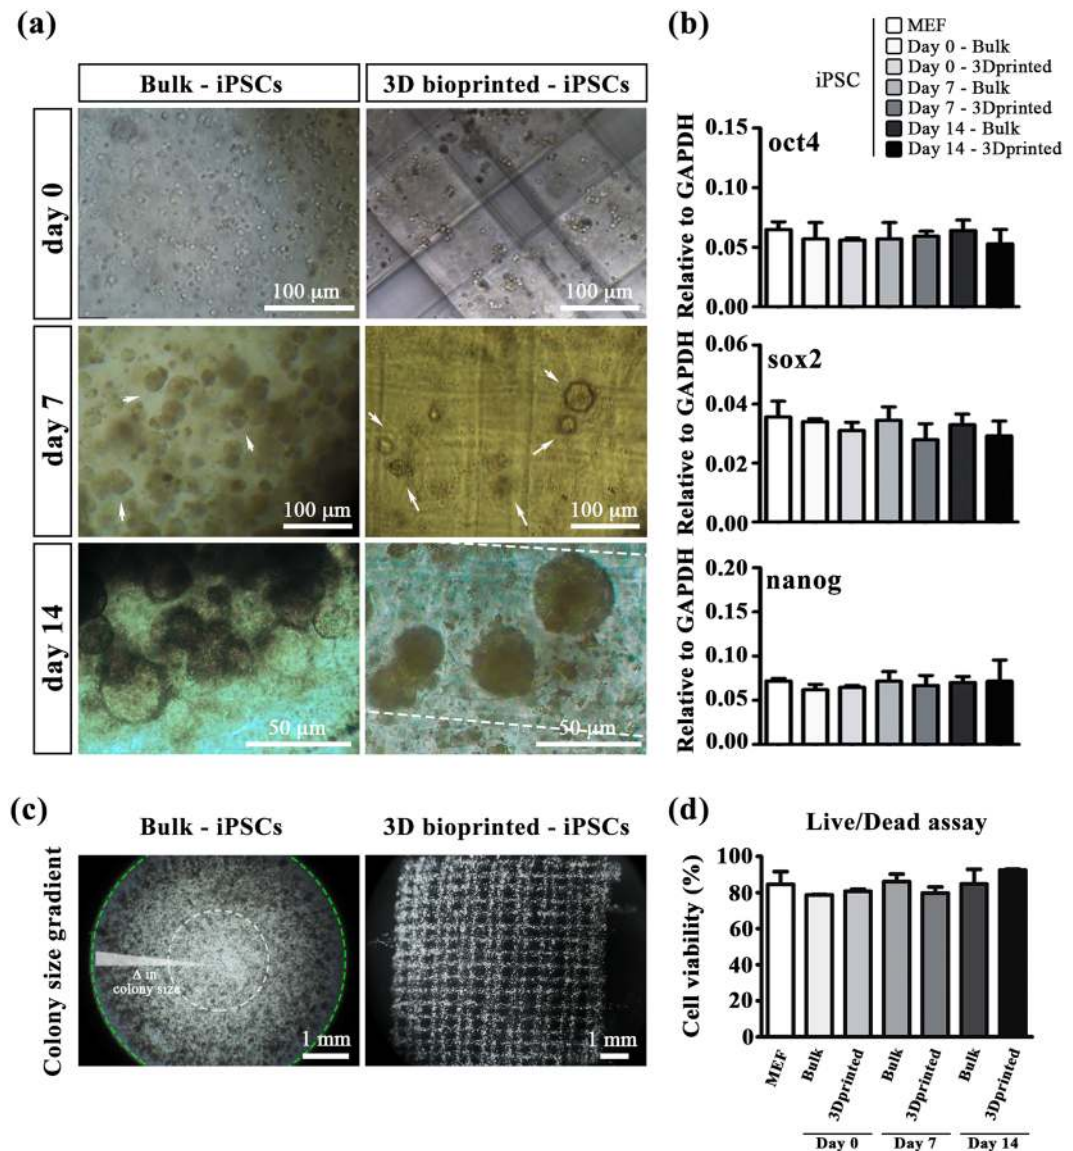 (a)
Bulk - iPSCs
3D bioprinted - iPSCs
day 0
100 μm
100 μm
day 7
100 μm
100 μm
day 14
50 μm
50 μm
(b)
iPSC
MEF
Day 0 - Bulk
Day 0 - 3Dprinted
Day 7 - Bulk
Day 7 - 3Dprinted
Day 14 - Bulk
Day 14 - 3Dprinted
Relative to GAPDH
0.15
0.10
0.05
0.00
oct4
Relative to GAPDH
0.06
0.04
0.02
0.00
sox2
Relative to GAPDH
0.20
0.15
0.10
0.05
0.00
nanog
(c)
Bulk - iPSCs
3D bioprinted - iPSCs
Colony size gradient
Δ in
colony size
1 mm
1 mm
(d)
Live/Dead assay
Cell viability (%)
100
80
60
40
20
0
MEF
Bulk
3Dprinted
Bulk
3Dprinted
Bulk
3Dprinted
Day 0
Day 7
Day 14